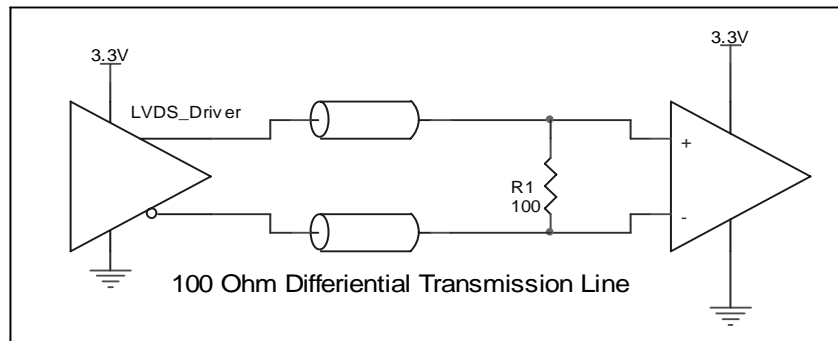 3.3V
3.3V
LVDS_Driver
+
R1
100
-
100 Ohm Differiential Transmission Line